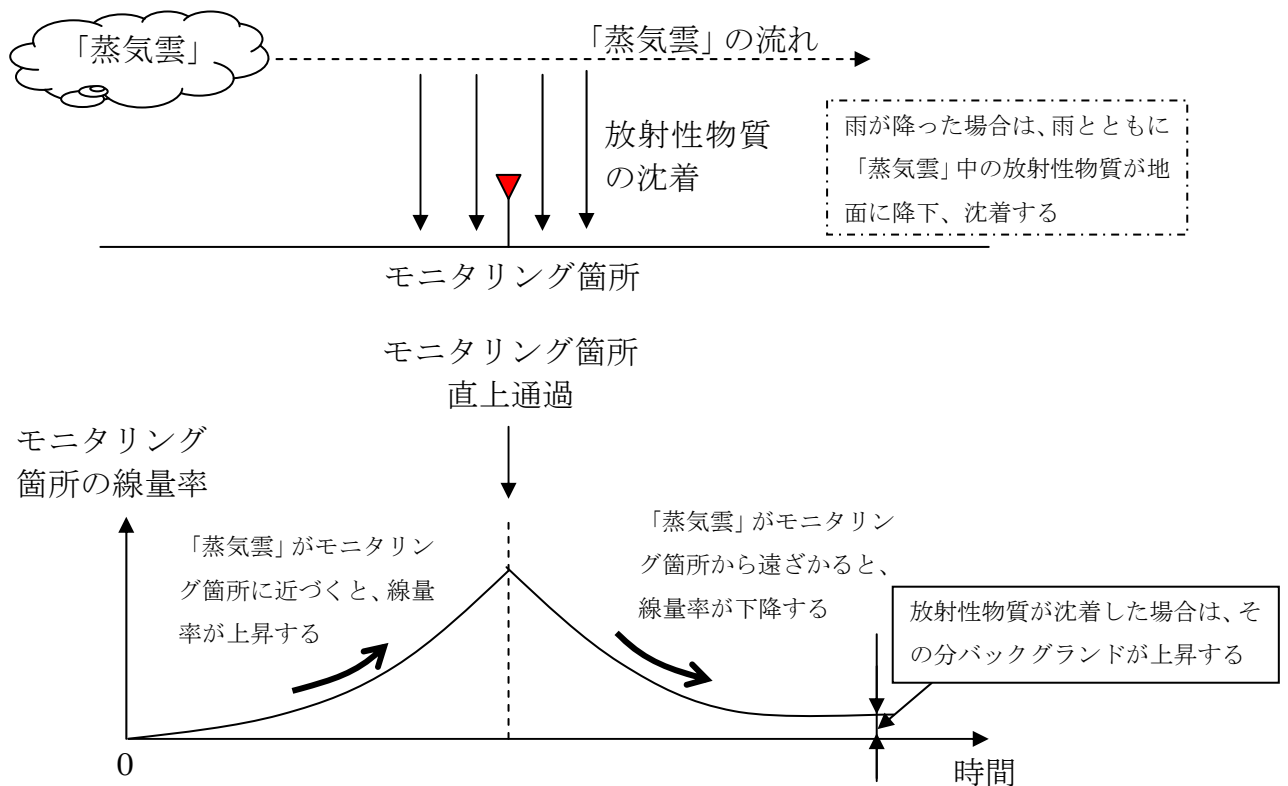 「蒸気雲」
「蒸気雲」の流れ
放射性物質
の沈着
雨が降った場合は、雨とともに
「蒸気雲」中の放射性物質が地
面に降下、沈着する
モニタリング箇所
モニタリング箇所
直上通過
モニタリング
箇所の線量率
「蒸気雲」がモニタリン
グ箇所に近づくと、線量
率が上昇する
「蒸気雲」がモニタリン
グ箇所から遠ざかると、
線量率が下降する
放射性物質が沈着した場合は、そ
の分バックグランドが上昇する
0
時間